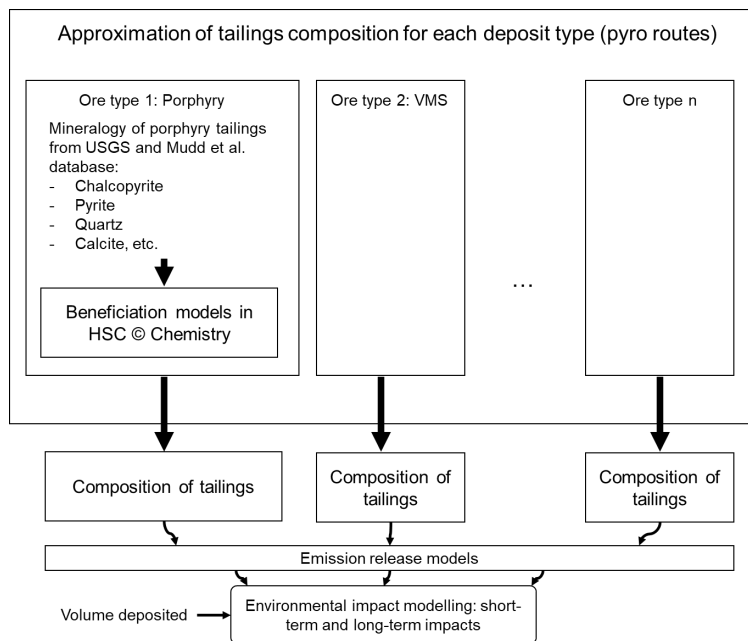 Approximation of tailings composition for each deposit type (pyro routes)
Ore type 1: Porphyry
Mineralogy of porphyry tailings
from USGS and Mudd et al.
database:
- Chalcopyrite
- Pyrite
- Quartz
- Calcite, etc.
Beneficiation models in
HSC © Chemistry
Ore type 2: VMS
...
Ore type n
Composition of tailings
Composition of
tailings
Composition of
tailings
Emission release models
Volume deposited
Environmental impact modelling: short-
term and long-term impacts